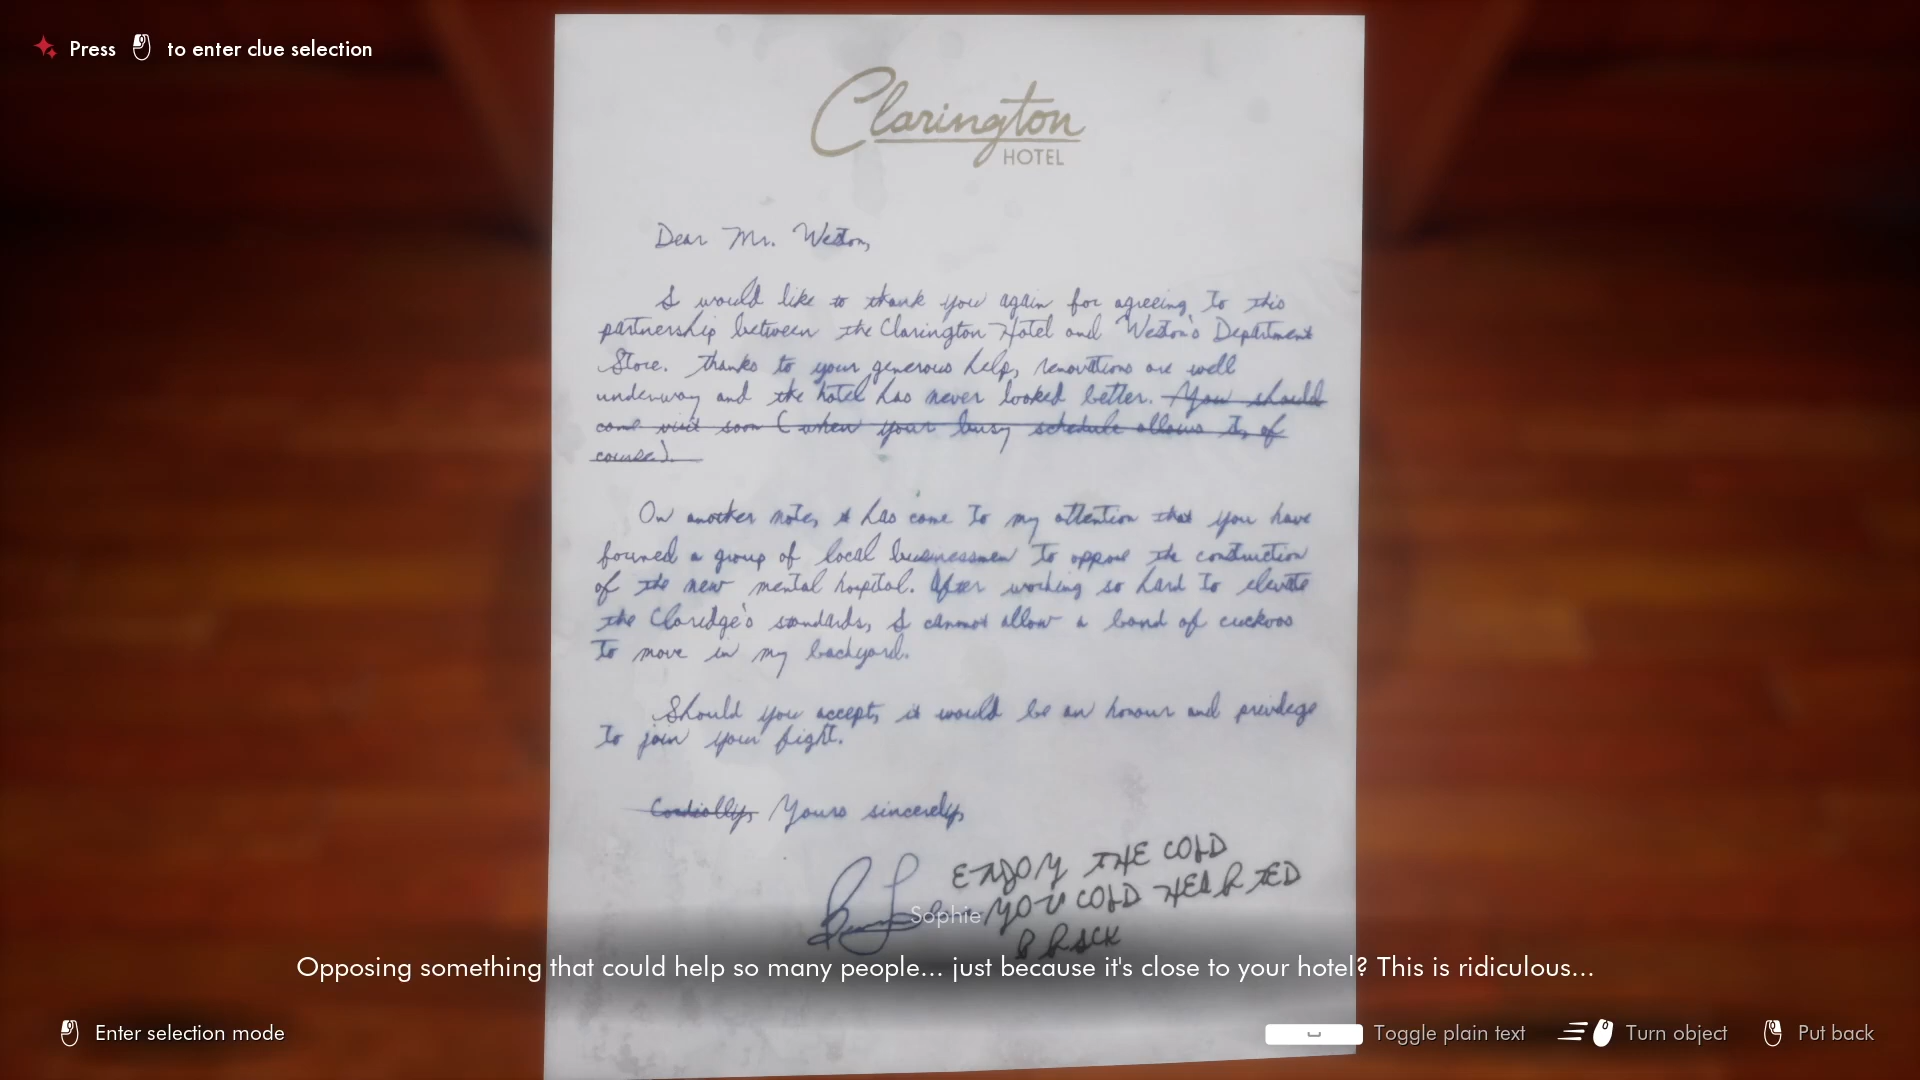 Press to enter clue selection
Clarington
HOTEL
Dear Mr. Weston,
I would like to thank you again for agreeing to this
partnership between the Clarington Hotel and Weston's Department
Store. Thanks to your generous help, renovations are well
underway and the hotel has never looked better. You should
come visit soon (when your busy schedule allows it, of
course).
On another note, it has come to my attention that you have
formed a group of local businessmen to oppose the construction
of the new mental hospital. After working so hard to elevate
the Claridge's standards, I cannot allow a band of cuckoos
to move in my backyard.
Should you accept, it would be an honour and privilege
to join your fight.
Cordially, Yours sincerely,
ENJOY THE COLD
YOU COLD HEARTED
Sophie
Opposing something that could help so many people... just because it's close to your hotel? This is ridiculous...
Enter selection mode
Toggle plain text
Turn object
Put back